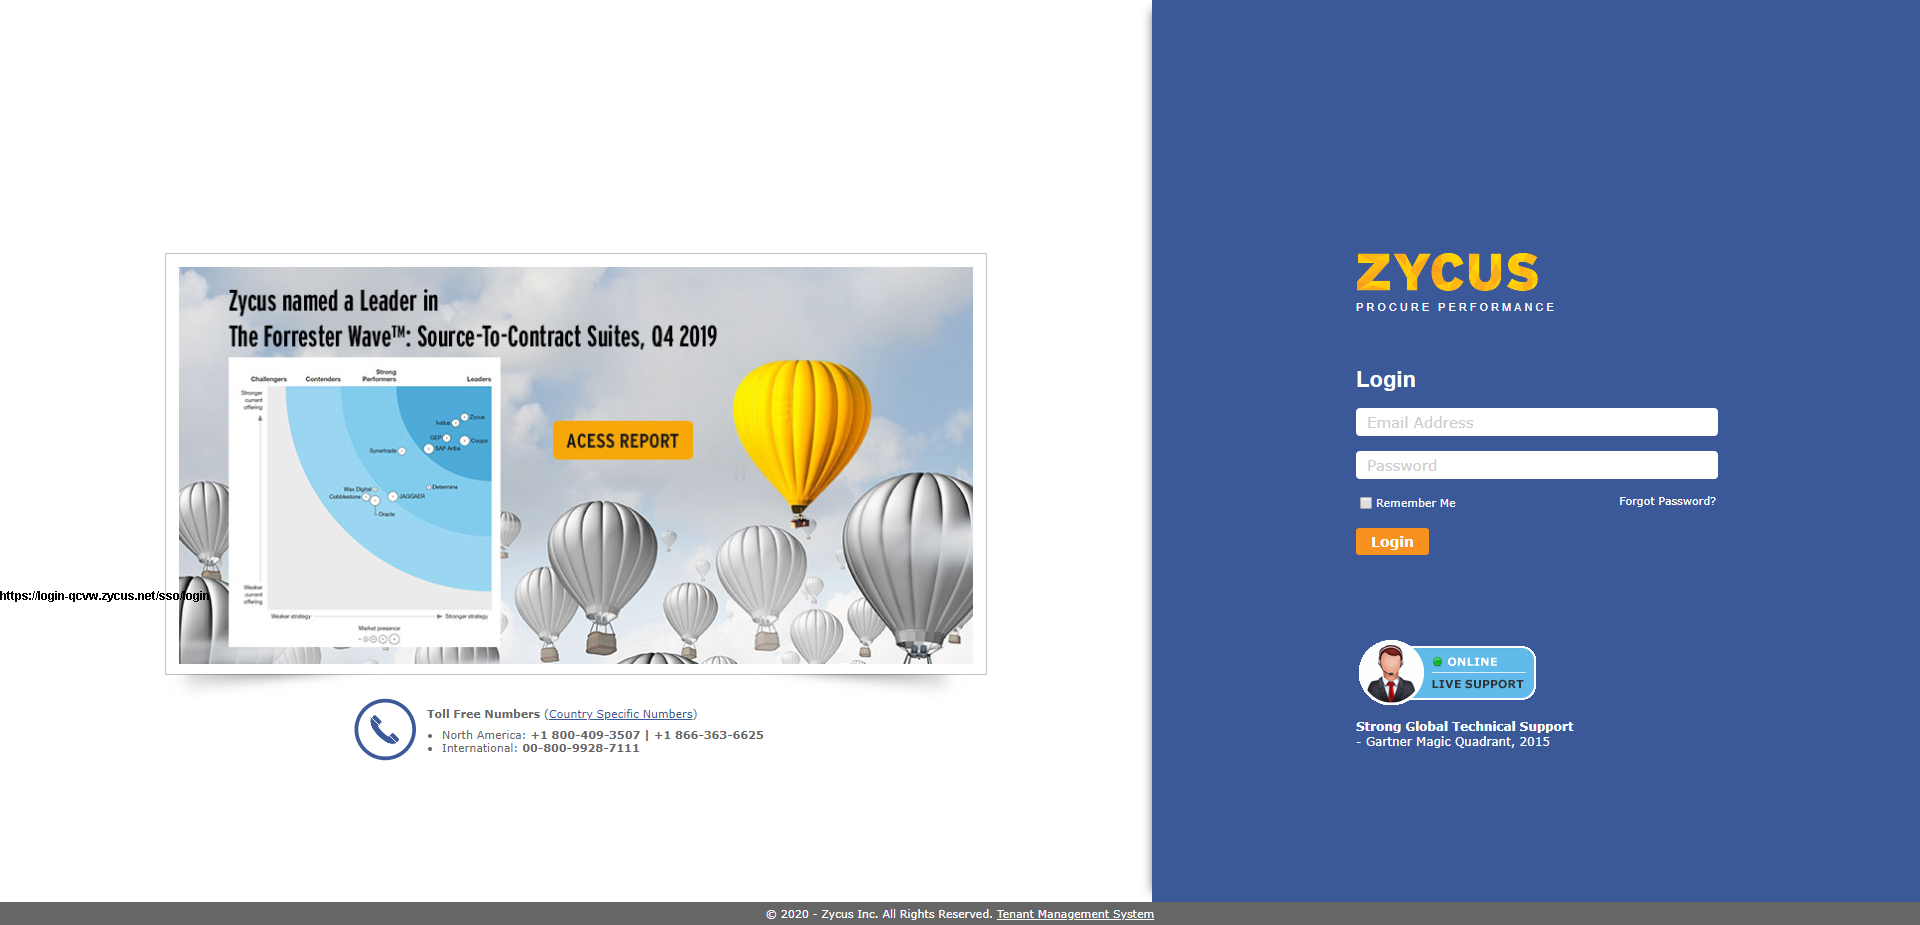 Zycus named a Leader in
The Forrester Wave™: Source-To-Contract Suites, Q4 2019
Challengers
Contenders
Strong
Performers
Leaders
Stronger
current
offering
Zycus
Ivalua
GEP
Coupa
SAP Ariba
Synertrade
Determine
Wax Digital
Cobblestone
JAGGAER
Oracle
Weaker
current
offering
Weaker strategy
Stronger strategy
Market presence
ACESS REPORT
https://login-qcvw.zycus.net/sso/login
Toll Free Numbers (Country Specific Numbers)
• North America: +1 800-409-3507 | +1 866-363-6625
• International: 00-800-9928-7111
ZYCUS
PROCURE PERFORMANCE
Login
Email Address
Password
Remember Me
Forgot Password?
Login
ONLINE
LIVE SUPPORT
Strong Global Technical Support
- Gartner Magic Quadrant, 2015
© 2020 - Zycus Inc. All Rights Reserved. Tenant Management System